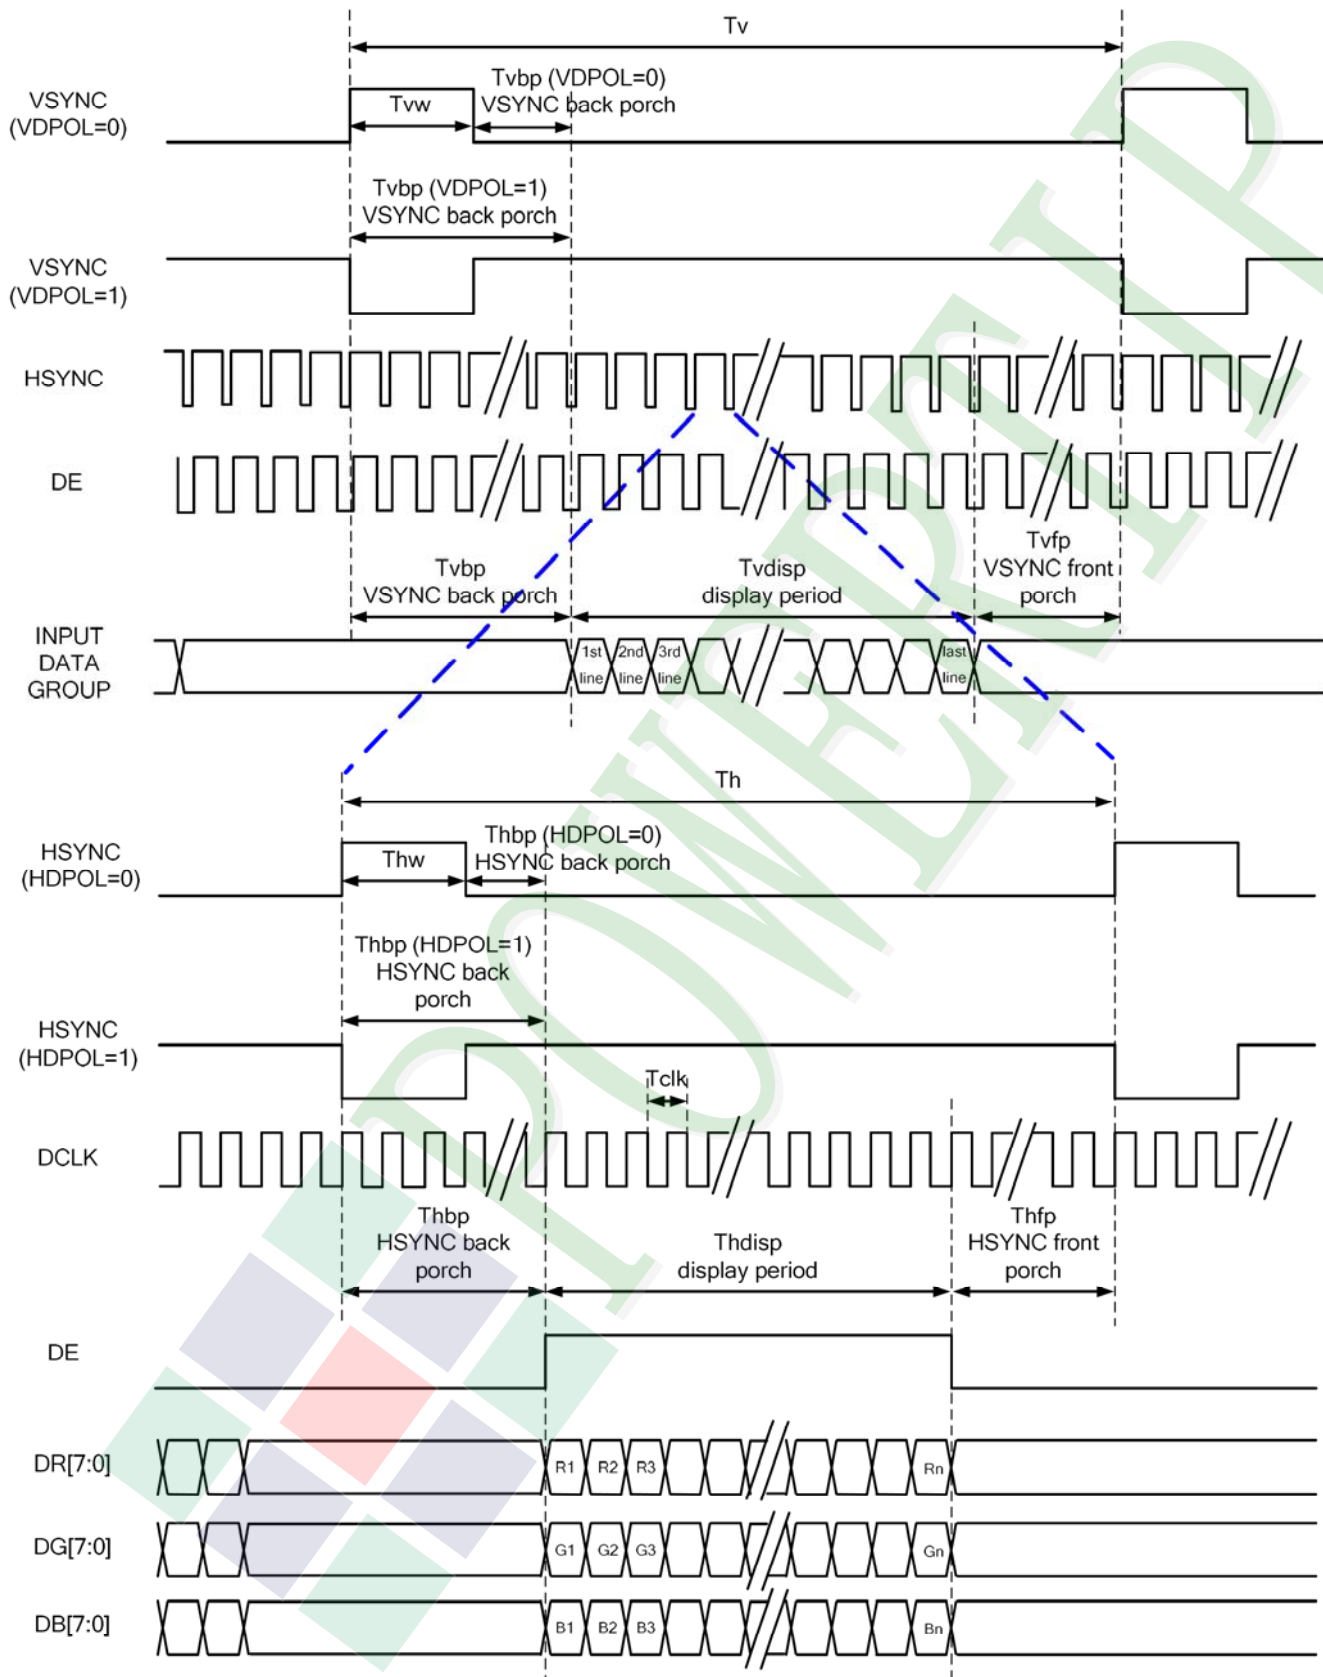 Tv
Tvbp (VDPOL=0)
VSYNC back porch
Tvw
VSYNC
(VDPOL=0)
Tvbp (VDPOL=1)
VSYNC back porch
VSYNC
(VDPOL=1)
HSYNC
DE
Tvbp
VSYNC back porch
Tvdisp
display period
Tvfp
VSYNC front
porch
INPUT
DATA
GROUP
1st
line
2nd
line
3rd
line
last
line
Th
Thbp (HDPOL=0)
HSYNC back porch
Thw
HSYNC
(HDPOL=0)
Thbp (HDPOL=1)
HSYNC back
porch
HSYNC
(HDPOL=1)
Tclk
DCLK
Thbp
HSYNC back
porch
Thdisp
display period
Thfp
HSYNC front
porch
DE
DR[7:0]
R1 R2 R3 Rn
DG[7:0]
G1 G2 G3 Gn
DB[7:0]
B1 B2 B3 Bn
POWERTIP